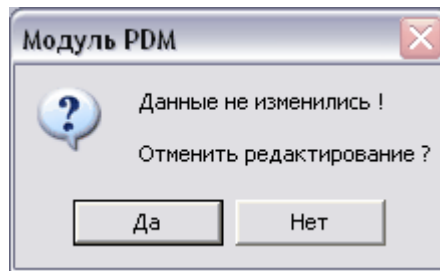 Модуль PDM
Данные не изменились !
Отменить редактирование ?
Да
Нет